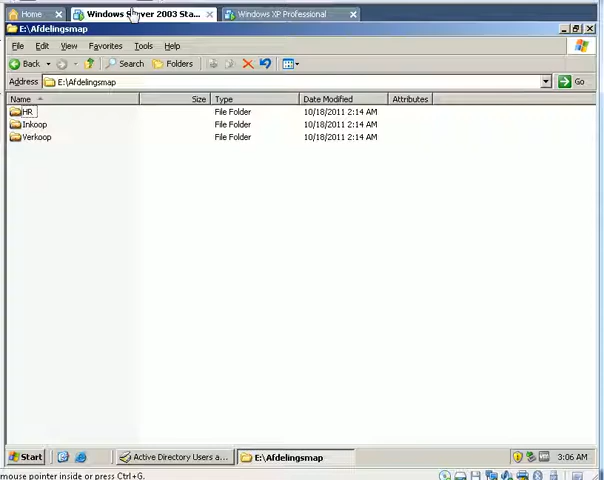 Home Windows Server 2003 Sta... Windows XP Professional
E:\Afdelingsmap
File Edit View Favorites Tools Help
Back Search Folders
Address E:\Afdelingsmap Go
Name Size Type Date Modified Attributes
HR File Folder 10/18/2011 2:14 AM
Inkoop File Folder 10/18/2011 2:14 AM
Verkoop File Folder 10/18/2011 2:14 AM
Start Active Directory Users a... E:\Afdelingsmap 3:06 AM
mouse pointer inside or press Ctrl+G.